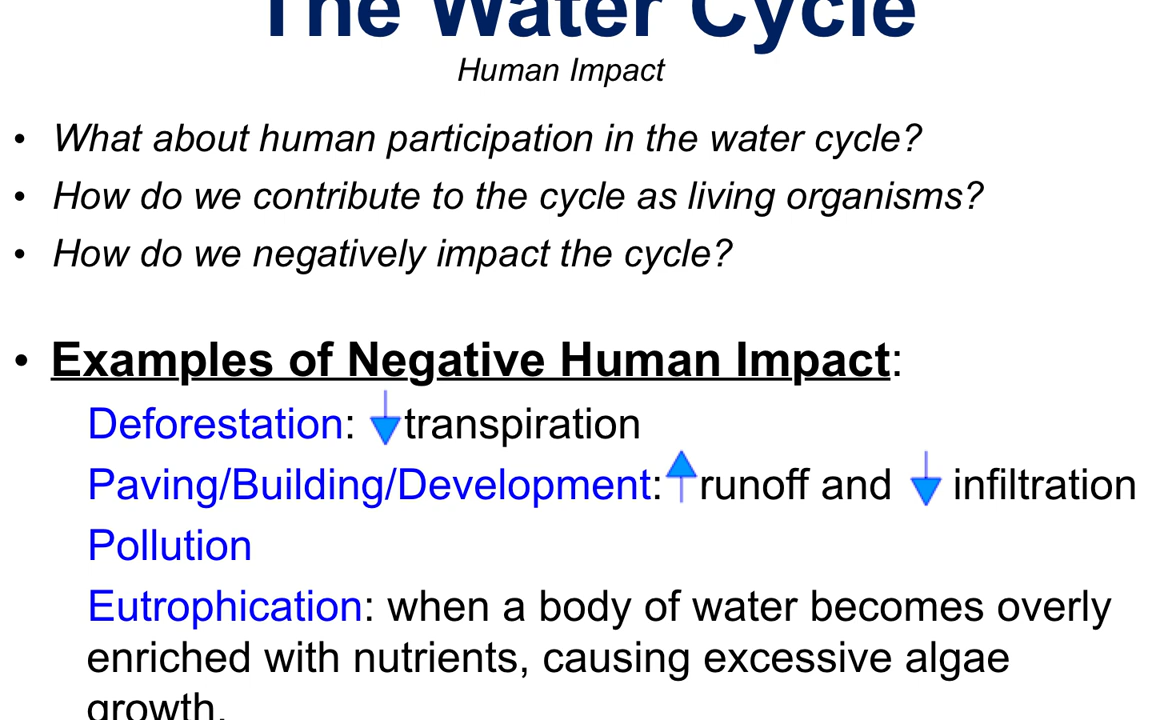 The Water Cycle
Human Impact
• What about human participation in the water cycle?
• How do we contribute to the cycle as living organisms?
• How do we negatively impact the cycle?
• Examples of Negative Human Impact:
Deforestation: transpiration
Paving/Building/Development: runoff and infiltration
Pollution
Eutrophication: when a body of water becomes overly
enriched with nutrients, causing excessive algae
growth.